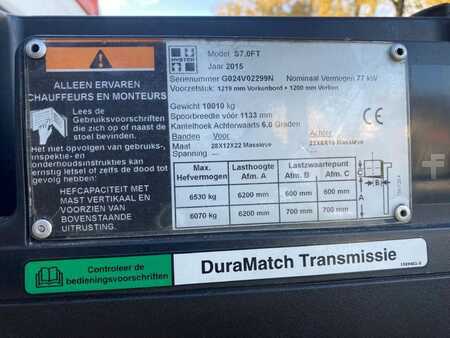 ALLEEN ERVAREN
CHAUFFEURS EN MONTEURS
Lees de
Gebruiksvoorschriften
die zich op of naast de
stoel bevinden.
Het niet opvolgen van gebruiks-,
inspektie- en
onderhoudsinstrukties kan
ernstig letsel of zelfs de dood
tot gevolg hebben.
HEFCAPACITEIT MET
MAST VERTIKAAL EN
VOORZIEN VAN
BOVENSTAANDE
UITRUSTING.
HYSTER
Model S7.0FT
Jaar 2015
Serienummer G024V02299N Nominaal Vermogen 77 kW
Voorzetstuk: 1219 mm Vorkenbord + 1200 mm Vorken
Gewicht 10010 kg
Spoorbreedte vóór 1133 mm
Kantelhoek Achterwaarts 6,0 Graden
CE
Banden Voor Achter
Maat 28X12X22 Massieve
Spanning ---
Max. Hefvermogen Lasthoogte Afm. A Lastzwaartepunt Afm. B Afm. C
6530 kg 6200 mm 600 mm 600 mm
6070 kg 6200 mm 700 mm 700 mm
C
B
A
Controleer de
bedieningsvoorschriften
DuraMatch Transmissie